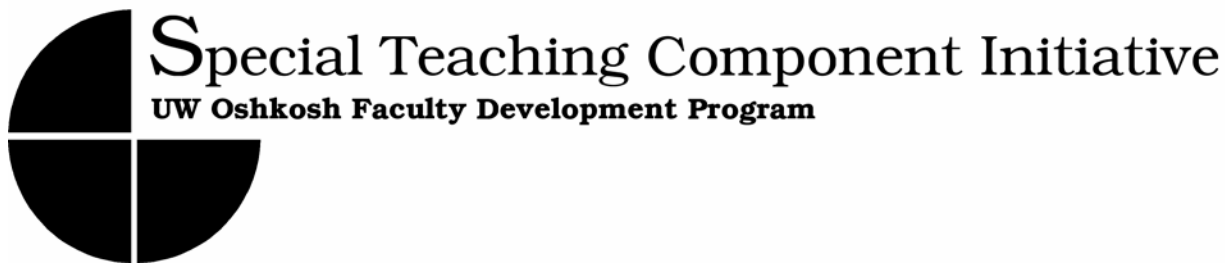 Special Teaching Component Initiative
UW Oshkosh Faculty Development Program